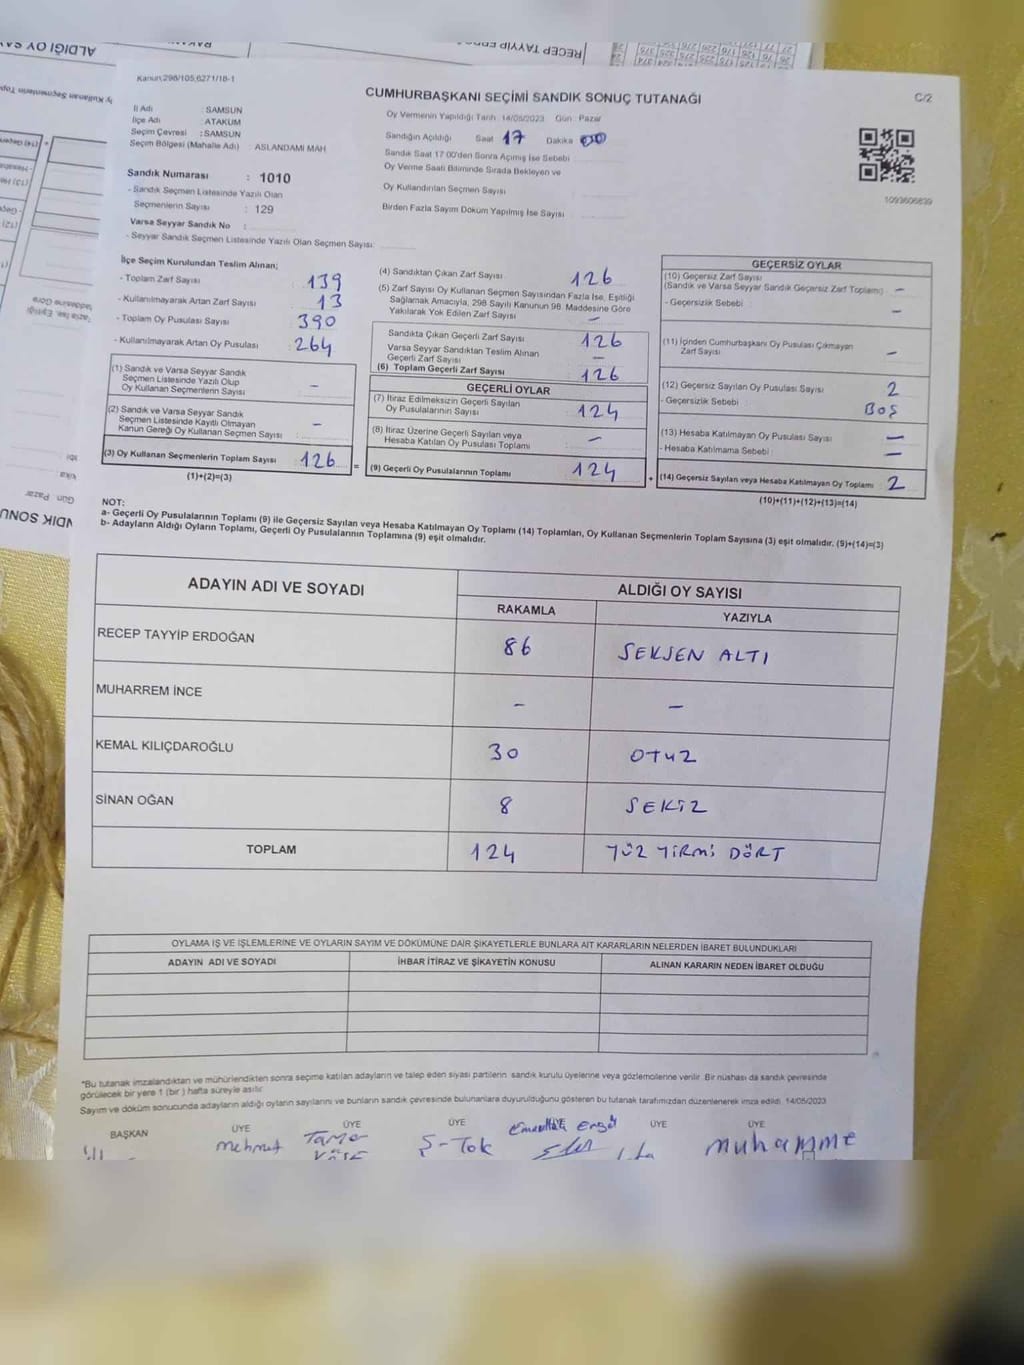 Kanun,298/105,6271/18-1
C/2
CUMHURBAŞKANI SEÇİMİ SANDIK SONUÇ TUTANAĞI
İl Adı : SAMSUN
İlçe Adı : ATAKUM
Seçim Çevresi : SAMSUN
Seçim Bölgesi (Mahalle Adı) : ASLANDAMI MAH
Sandık Numarası : 1010
- Sandık Seçmen Listesinde Yazılı Olan
Seçmenlerin Sayısı : 129
Varsa Seyyar Sandık No :
- Seyyar Sandık Seçmen Listesinde Yazılı Olan Seçmen Sayısı:
Oy Vermenin Yapıldığı Tarih 14/05/2023 Gün : Pazar
Sandığın Açıldığı Saat 17 Dakika 00
Sandık Saat 17:00'den Sonra Açımış İse Sebebi
Oy Verme Saati Bitiminde Sırada Bekleyen ve
Oy Kullandırılan Seçmen Sayısı
Birden Fazla Sayım Döküm Yapılmış İse Sayısı
1093606839
İlçe Seçim Kurulundan Teslim Alınan;
- Toplam Zarf Sayısı : 139
- Kullanılmayarak Artan Zarf Sayısı : 13
- Toplam Oy Pusulası Sayısı : 390
- Kullanılmayarak Artan Oy Pusulası : 264
(1) Sandık ve Varsa Seyyar Sandık
Seçmen Listesinde Yazılı Olup
Oy Kullanan Seçmenlerin Sayısı : -
(2) Sandık ve Varsa Seyyar Sandık
Seçmen Listesinde Kayıtlı Olmayan
Kanun Gereği Oy Kullanan Seçmen Sayısı : -
(3) Oy Kullanan Seçmenlerin Toplam Sayısı : 126
(1)+(2)=(3)
(4) Sandıktan Çıkan Zarf Sayısı 126
(5) Zarf Sayısı Oy Kullanan Seçmen Sayısından Fazla İse, Eşitliği
Sağlamak Amacıyla, 298 Sayılı Kanunun 98. Maddesine Göre
Yakılarak Yok Edilen Zarf Sayısı -
Sandıkta Çıkan Geçerli Zarf Sayısı 126
Varsa Seyyar Sandıktan Teslim Alınan
Geçerli Zarf Sayısı -
(6) Toplam Geçerli Zarf Sayısı 126
GEÇERLİ OYLAR
(7) İtiraz Edilmeksizin Geçerli Sayılan
Oy Pusulalarının Sayısı 124
(8) İtiraz Üzerine Geçerli Sayılan veya
Hesaba Katılan Oy Pusulası Toplamı -
= (9) Geçerli Oy Pusulalarının Toplamı 124
GEÇERSİZ OYLAR
(10) Geçersiz Zarf Sayısı
(Sandık ve Varsa Seyyar Sandık Geçersiz Zarf Toplamı) -
- Geçersizlik Sebebi -
(11) İçinden Cumhurbaşkanı Oy Pusulası Çıkmayan
Zarf Sayısı -
(12) Geçersiz Sayılan Oy Pusulası Sayısı 2
- Geçersizlik Sebebi : BOŞ
(13) Hesaba Katılmayan Oy Pusulası Sayısı -
- Hesaba Katılmama Sebebi -
+ (14) Geçersiz Sayılan veya Hesaba Katılmayan Oy Toplamı 2
(10)+(11)+(12)+(13)=(14)
NOT:
a- Geçerli Oy Pusulalarının Toplamı (9) ile Geçersiz Sayılan veya Hesaba Katılmayan Oy Toplamı (14) Toplamları, Oy Kullanan Seçmenlerin Toplam Sayısına (3) eşit olmalıdır. (9)+(14)=(3)
b- Adayların Aldığı Oyların Toplamı, Geçerli Oy Pusulalarının Toplamına (9) eşit olmalıdır.
ADAYIN ADI VE SOYADI ALDIĞI OY SAYISI
RAKAMLA YAZIYLA
RECEP TAYYİP ERDOĞAN 86 SEKSEN ALTI
MUHARREM İNCE - -
KEMAL KILIÇDAROĞLU 30 OTUZ
SİNAN OĞAN 8 SEKİZ
TOPLAM 124 YÜZ YİRMİ DÖRT
OYLAMA İŞ VE İŞLEMLERİNE VE OYLARIN SAYIM VE DÖKÜMÜNE DAİR ŞİKAYETLERLE BUNLARA AİT KARARLARIN NELERDEN İBARET BULUNDUKLARI
ADAYIN ADI VE SOYADI İHBAR İTİRAZ VE ŞİKAYETİN KONUSU ALINAN KARARIN NEDEN İBARET OLDUĞU
*Bu tutanak imzalandıktan ve mühürlendikten sonra seçime katılan adayların ve talep eden siyasi partilerin sandık kurulu üyelerine veya gözlemcilerine verilir. Bir nüshası da sandık çevresinde
görülecek bir yere 1 (bir ) hafta süreyle asılır.
Sayım ve döküm sonucunda adayların aldığı oyların sayılarını ve bunların sandık çevresinde bulunanlara duyurulduğunu gösteren bu tutanak tarafımızdan düzenlenerek imza edildi. 14/05/2023
BAŞKAN ÜYE ÜYE ÜYE ÜYE ÜYE ÜYE
mehmet Tamer Ş-Tok muhamme